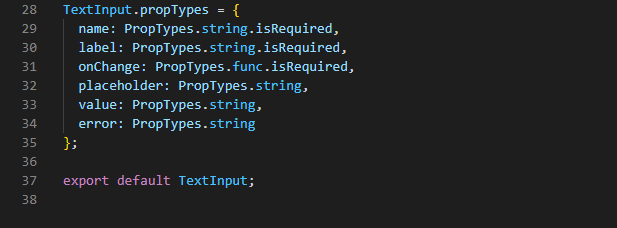 28 TextInput.propTypes = {
29   name: PropTypes.string.isRequired,
30   label: PropTypes.string.isRequired,
31   onChange: PropTypes.func.isRequired,
32   placeholder: PropTypes.string,
33   value: PropTypes.string,
34   error: PropTypes.string
35 };
36
37 export default TextInput;
38